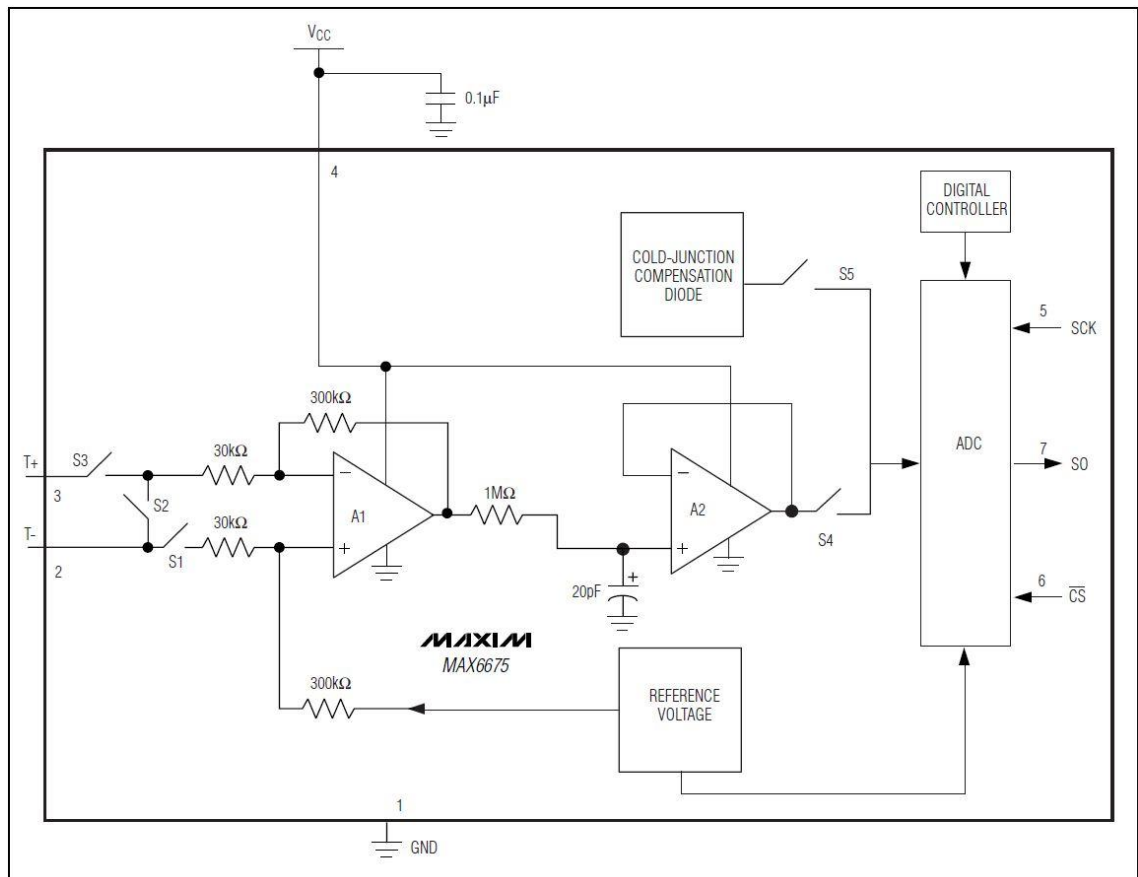 VCC
0.1µF
4
DIGITAL
CONTROLLER
COLD-JUNCTION
COMPENSATION
DIODE
S5
5
SCK
300kΩ
30kΩ
S3
T+
3
S2
A1
1MΩ
A2
ADC
7
SO
30kΩ
T-
S1
2
S4
20pF
+
6
CS
MAXIM
MAX6675
300kΩ
REFERENCE
VOLTAGE
1
GND